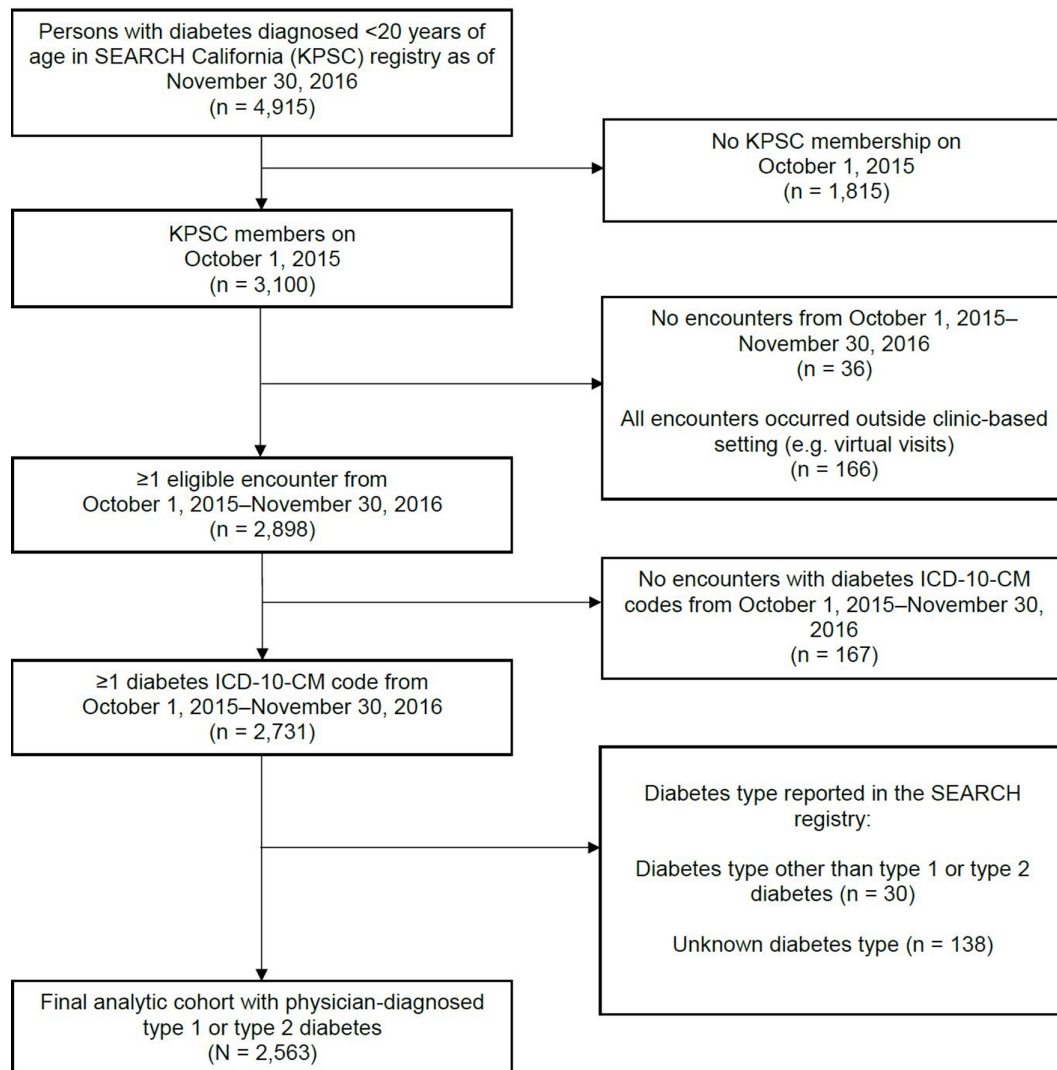 Persons with diabetes diagnosed <20 years of
age in SEARCH California (KPSC) registry as of
November 30, 2016
(n = 4,915)
No KPSC membership on
October 1, 2015
(n = 1,815)
KPSC members on
October 1, 2015
(n = 3,100)
No encounters from October 1, 2015–
November 30, 2016
(n = 36)
All encounters occurred outside clinic-based
setting (e.g. virtual visits)
(n = 166)
≥1 eligible encounter from
October 1, 2015–November 30, 2016
(n = 2,898)
No encounters with diabetes ICD-10-CM
codes from October 1, 2015–November 30,
2016
(n = 167)
≥1 diabetes ICD-10-CM code from
October 1, 2015–November 30, 2016
(n = 2,731)
Diabetes type reported in the SEARCH
registry:
Diabetes type other than type 1 or type 2
diabetes (n = 30)
Unknown diabetes type (n = 138)
Final analytic cohort with physician-diagnosed
type 1 or type 2 diabetes
(N = 2,563)